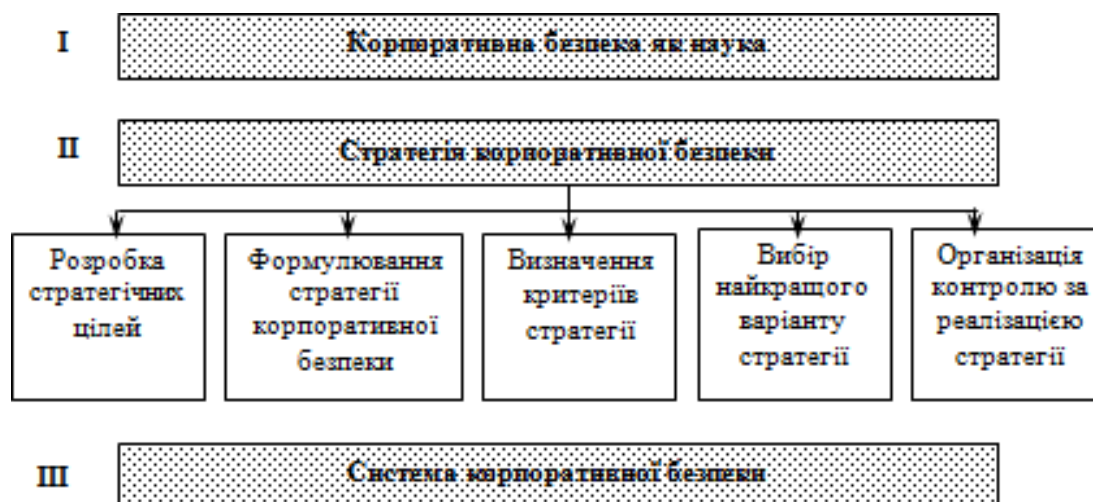 I
Корпоративна безпека як наука
II
Стратегія корпоративної безпеки
Розробка
стратегічних
цілей
Формулювання
стратегії
корпоративної
безпеки
Визначення
критеріїв
стратегії
Вибір
найкращого
варіанту
стратегії
Організація
контролю за
реалізацією
стратегії
III
Система корпоративної безпеки